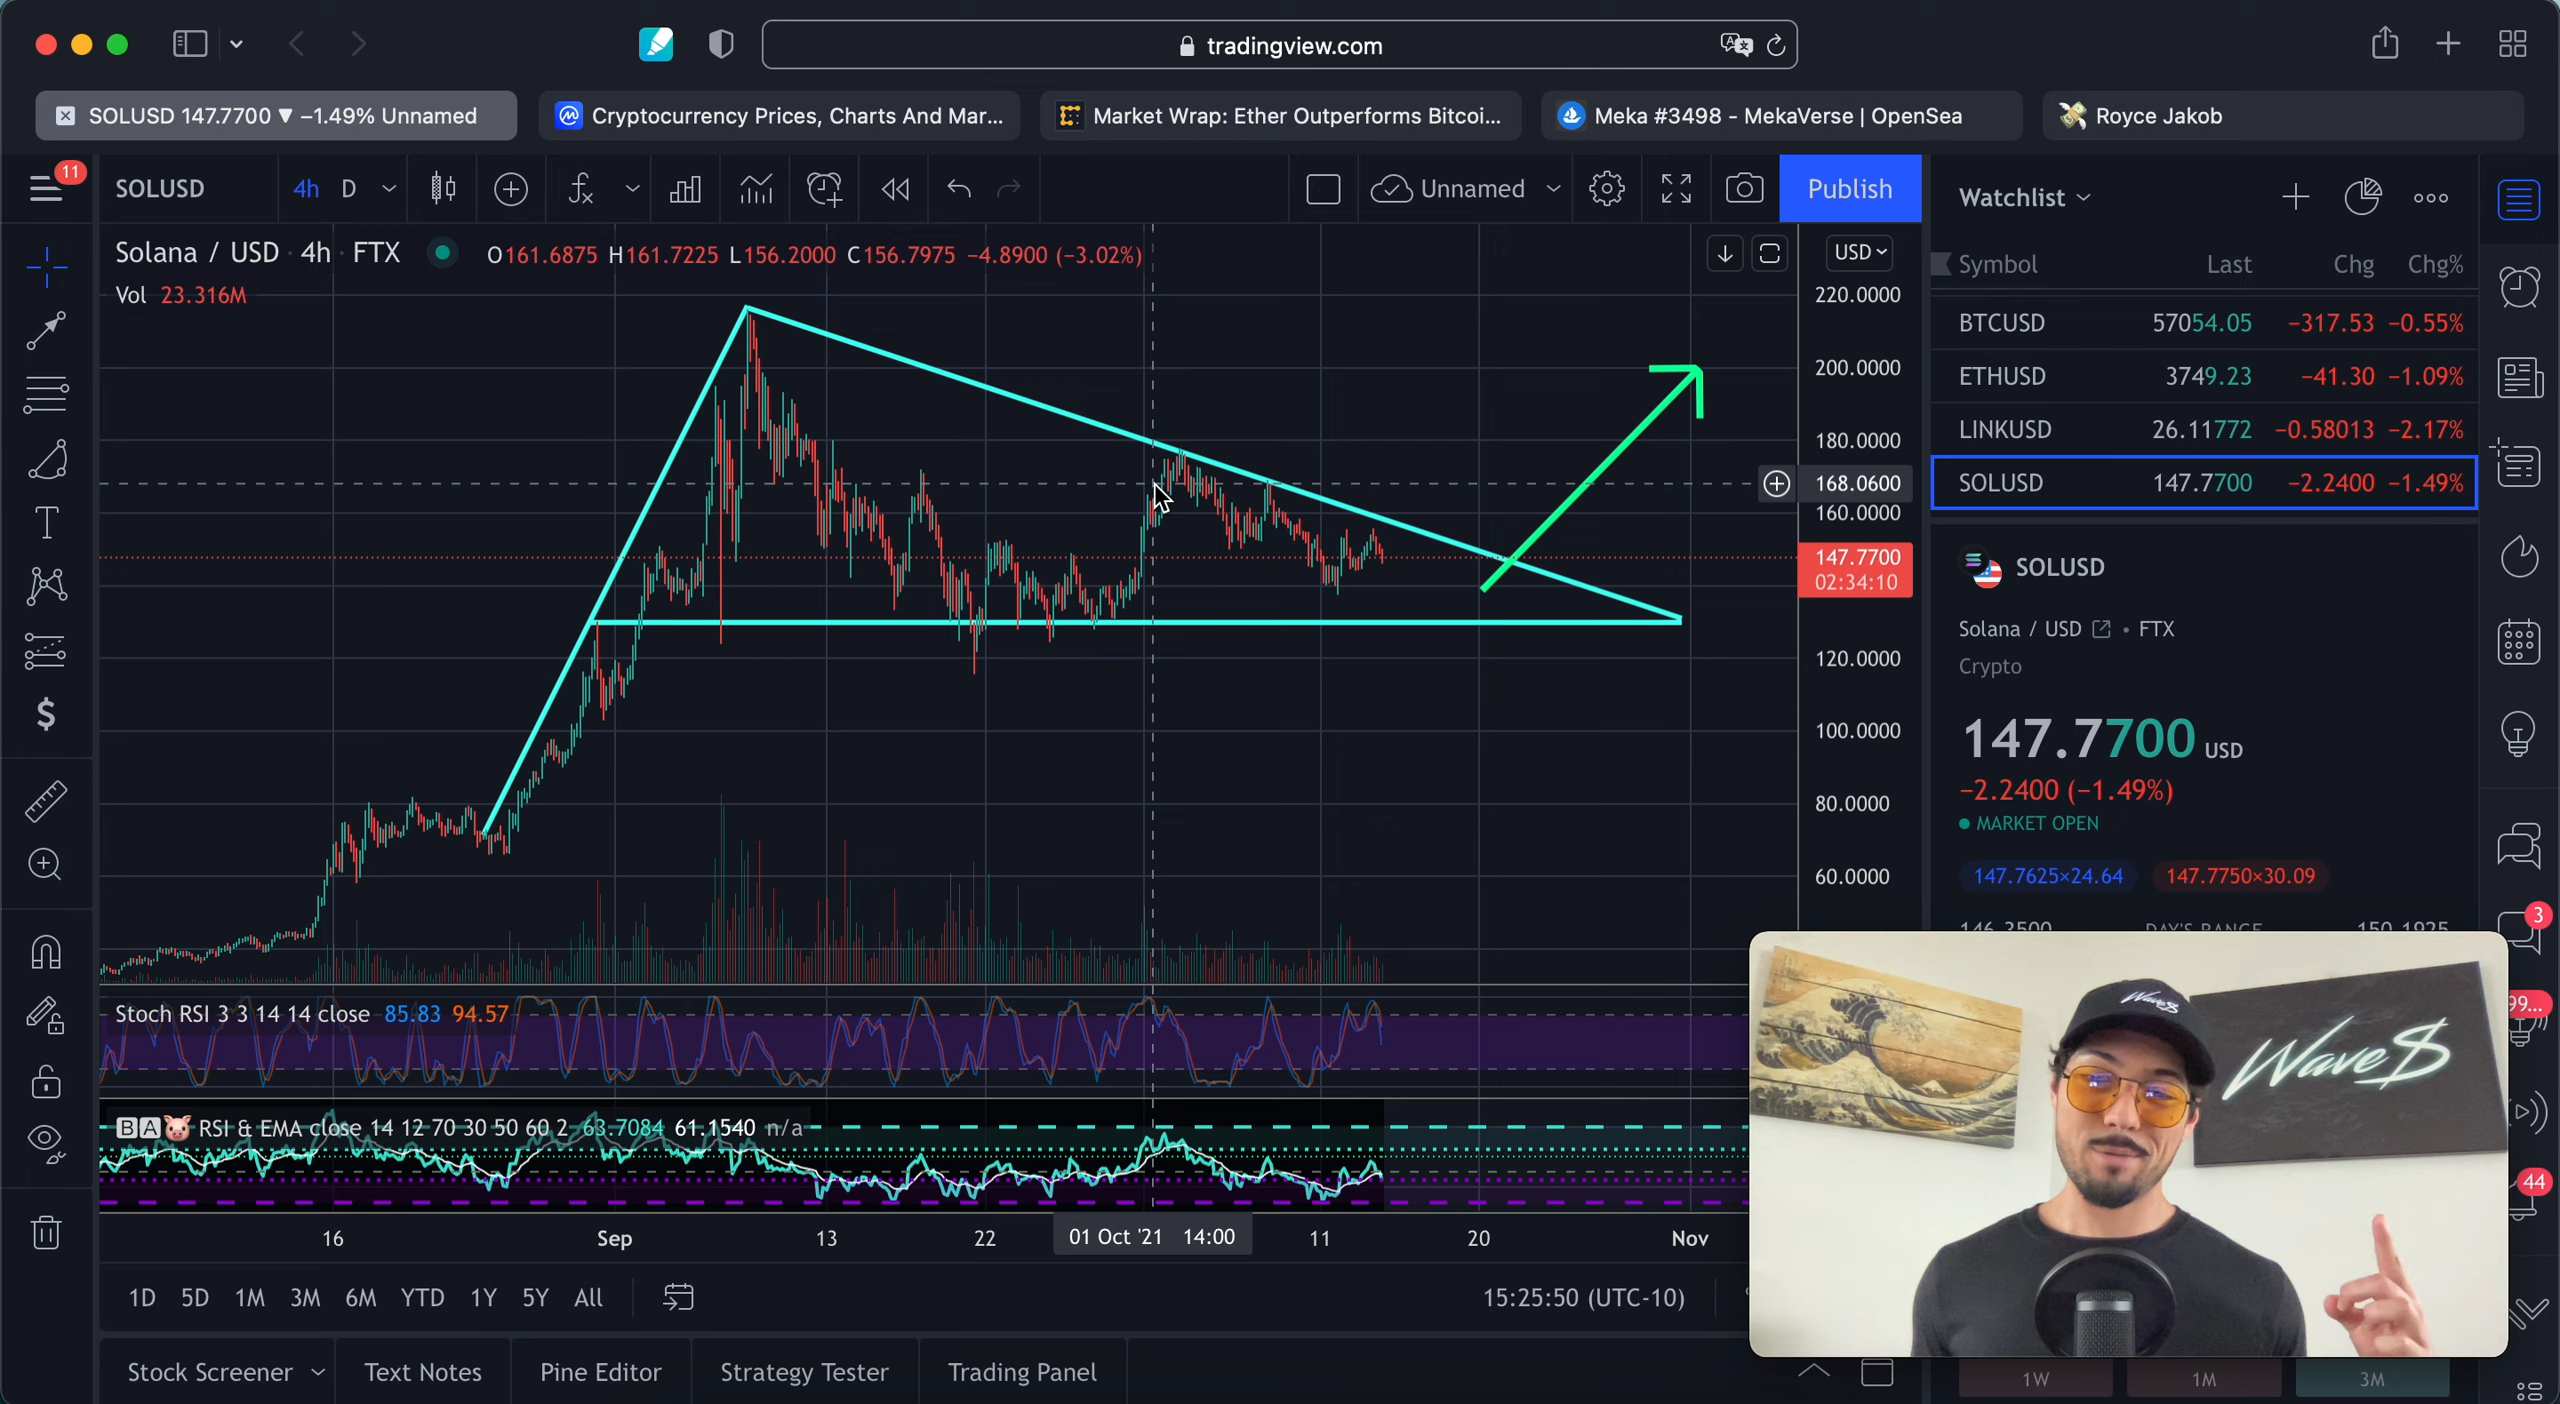 tradingview.com
SOLUSD 147.7700 ▼ −1.49% Unnamed
Cryptocurrency Prices, Charts And Mar...
Market Wrap: Ether Outperforms Bitcoi...
Meka #3498 - MekaVerse | OpenSea
Royce Jakob
11
SOLUSD
4h D
Unnamed
Publish
Watchlist
Solana / USD · 4h · FTX
O161.6875 H161.7225 L156.2000 C156.7975 −4.8900 (−3.02%)
USD
Vol 23.316M
Symbol Last Chg Chg%
BTCUSD 57054.05 −317.53 −0.55%
ETHUSD 3749.23 −41.30 −1.09%
LINKUSD 26.11772 −0.58013 −2.17%
SOLUSD 147.7700 −2.2400 −1.49%
220.0000
200.0000
180.0000
168.0600
160.0000
147.7700
02:34:10
120.0000
100.0000
80.0000
60.0000
SOLUSD
Solana / USD • FTX
Crypto
147.7700 USD
−2.2400 (−1.49%)
MARKET OPEN
147.7625×24.64 147.7750×30.09
146.3500 DAY'S RANGE 150.1925
3
99...
44
Wave$
Wave$
Stoch RSI 3 3 14 14 close 85.83 94.57
BA🐷 RSI & EMA close 14 12 70 30 50 60 2 63.7084 61.1540 n/a
16 Sep 13 22 01 Oct '21 14:00 11 20 Nov
1D 5D 1M 3M 6M YTD 1Y 5Y All
15:25:50 (UTC-10)
Stock Screener Text Notes Pine Editor Strategy Tester Trading Panel
1W 1M 3M